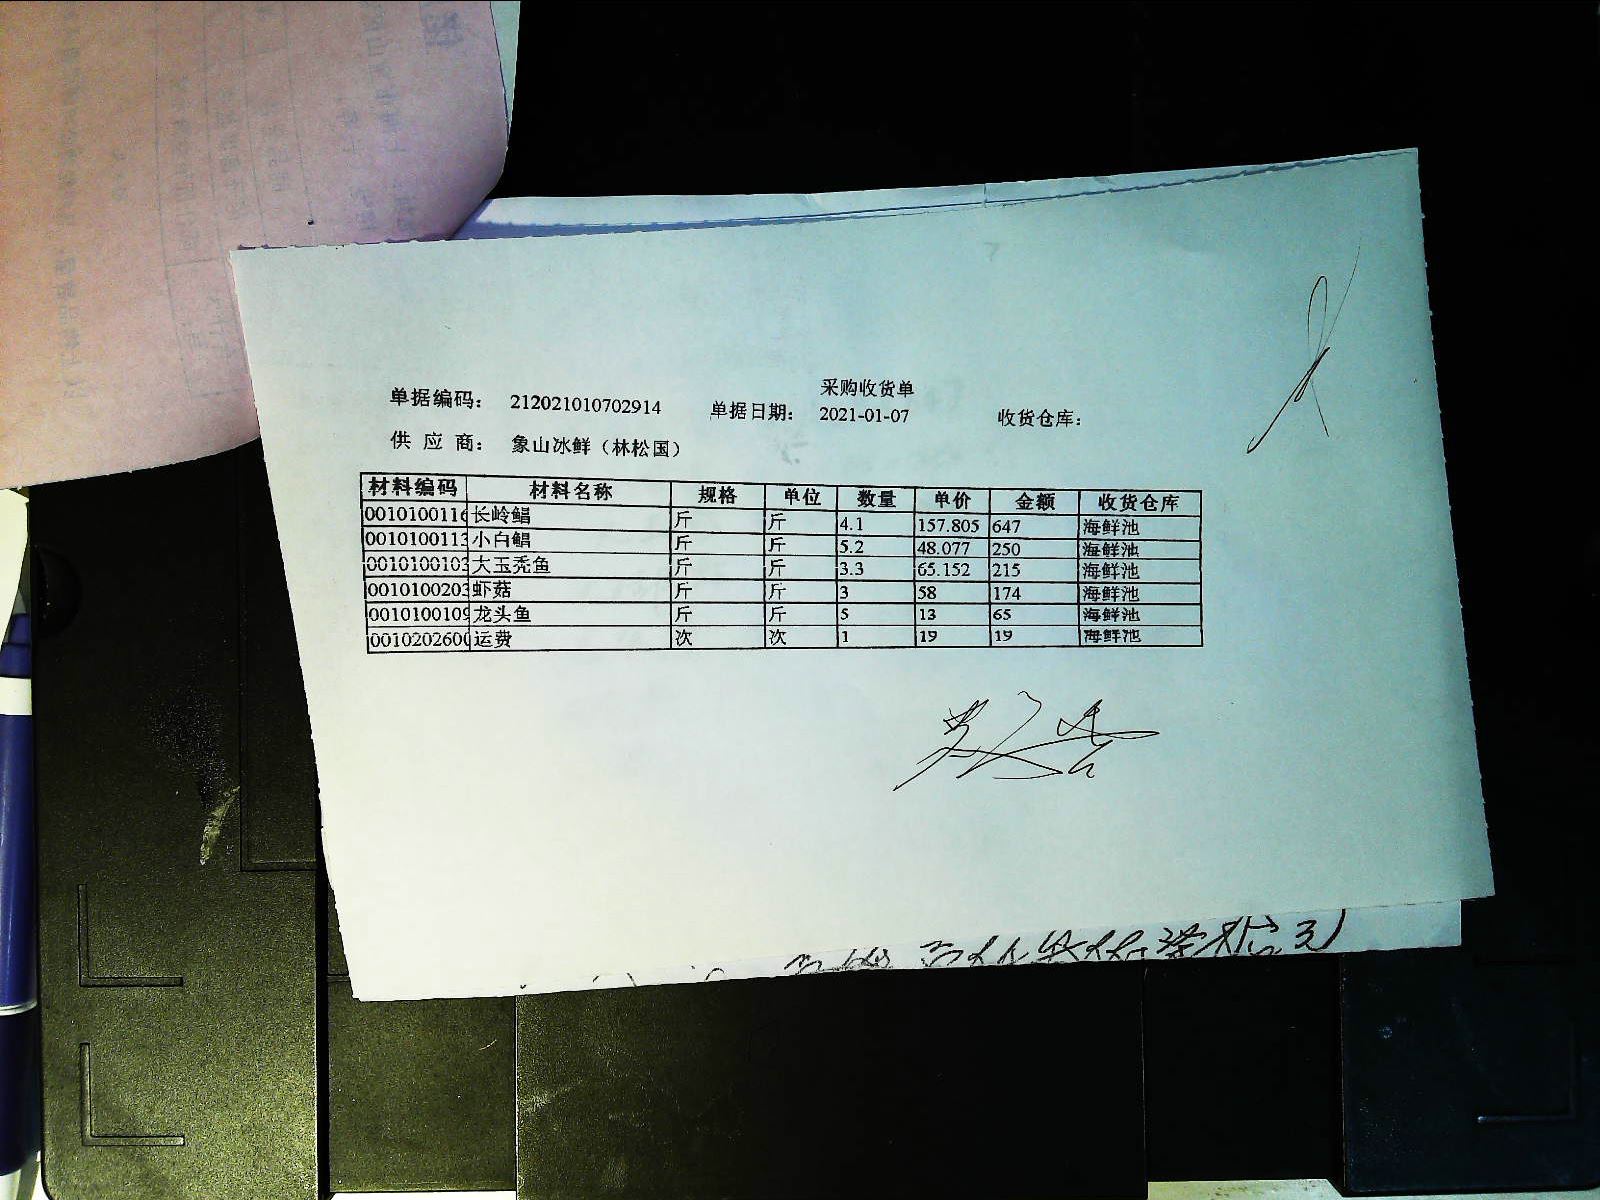 采购收货单
单据编码： 212021010702914 单据日期： 2021-01-07 收货仓库：
供 应 商： 象山冰鲜（林松国）
材料编码 材料名称 规格 单位 数量 单价 金额 收货仓库
0010100116 长岭鲳 斤 斤 4.1 157.805 647 海鲜池
0010100113 小白鲳 斤 斤 5.2 48.077 250 海鲜池
0010100103 大玉秃鱼 斤 斤 3.3 65.152 215 海鲜池
0010100203 虾菇 斤 斤 3 58 174 海鲜池
0010100109 龙头鱼 斤 斤 5 13 65 海鲜池
0010202600 运费 次 次 1 19 19 海鲜池